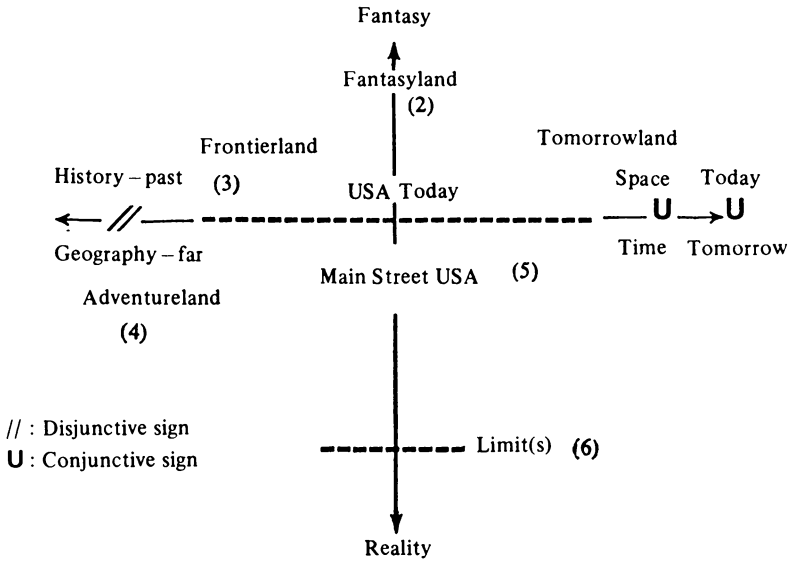 Fantasy
Fantasyland
(2)
Frontierland
Tomorrowland
History – past
(3)
USA Today
Space
Today
//
U
U
Geography – far
Time
Tomorrow
Main Street USA
(5)
Adventureland
(4)
// : Disjunctive sign
U : Conjunctive sign
Limit(s)
(6)
Reality